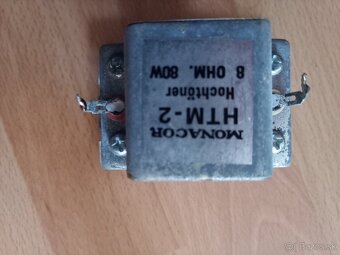 MONACOR
HTM-2
Hochtöner
8 OHM. 80W